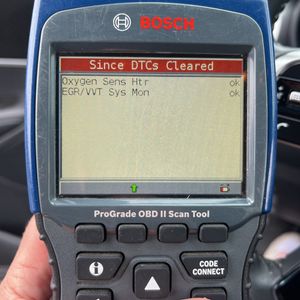 BOSCH
Since DTCs Cleared
Oxygen Sens Htr ok
EGR/VVT Sys Mon ok
ProGrade OBD II Scan Tool
CODE
CONNECT